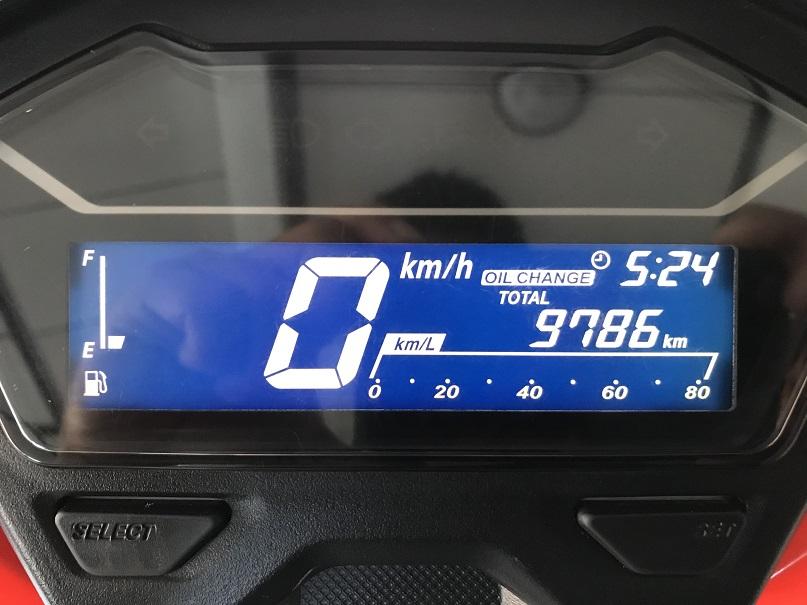 F
E
0 km/h
OIL CHANGE 5:24
TOTAL
9786 km
km/L
0 20 40 60 80
SELECT SET